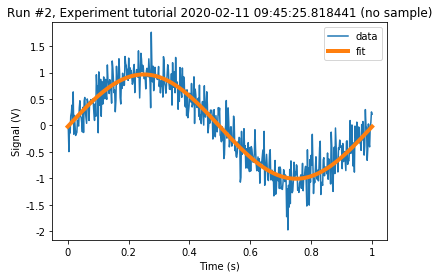 Run #2, Experiment tutorial 2020-02-11 09:45:25.818441 (no sample)
data
fit
Signal (V)
1.5
1
0.5
0
-0.5
-1
-1.5
-2
0
0.2
0.4
0.6
0.8
1
Time (s)